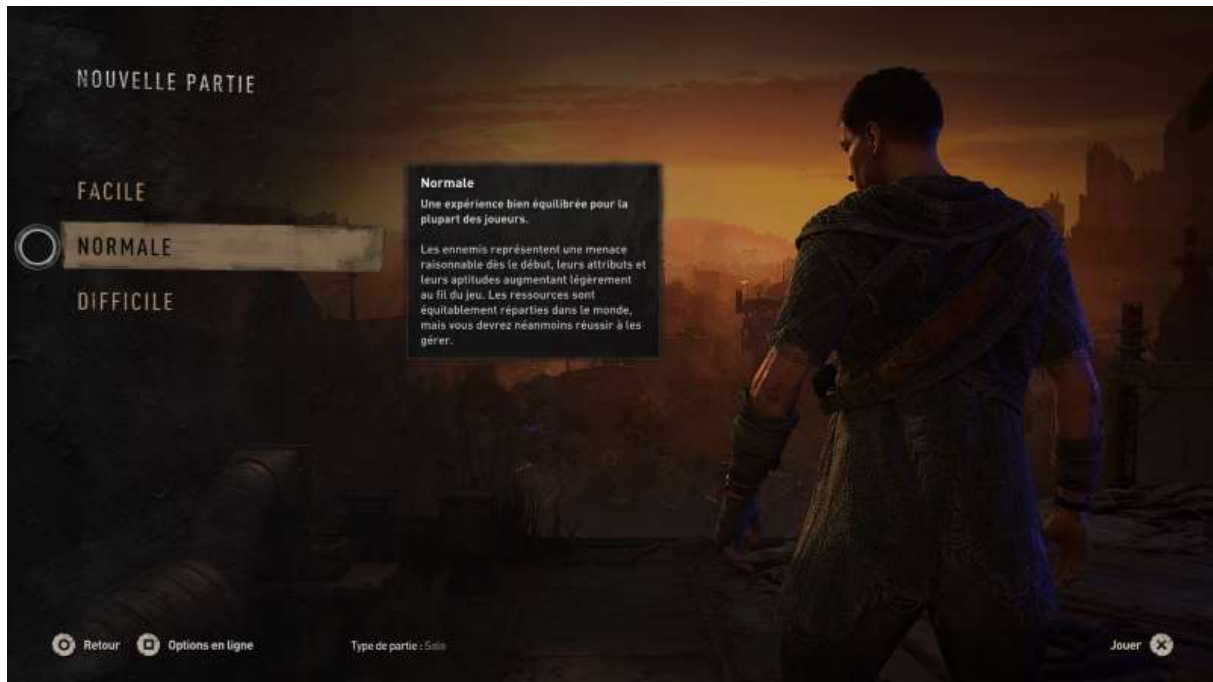 NOUVELLE PARTIE
FACILE
NORMALE
DIFFICILE
Normale
Une expérience bien équilibrée pour la
plupart des joueurs.
Les ennemis représentent une menace
raisonnable dès le début, leurs attributs et
leurs aptitudes augmentant légèrement
au fil du jeu. Les ressources sont
équitablement réparties dans le monde,
mais vous devrez néanmoins réussir à les
gérer.
Retour
Options en ligne
Type de partie : Solo
Jouer